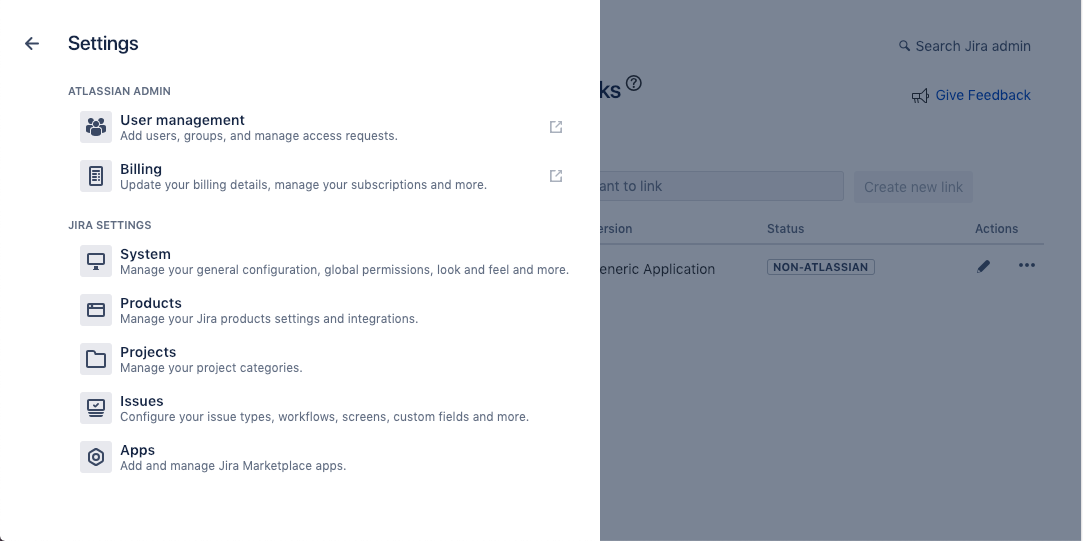 Settings
ATLASSIAN ADMIN
User management
Add users, groups, and manage access requests.
Billing
Update your billing details, manage your subscriptions and more.
JIRA SETTINGS
System
Manage your general configuration, global permissions, look and feel and more.
Products
Manage your Jira products settings and integrations.
Projects
Manage your project categories.
Issues
Configure your issue types, workflows, screens, custom fields and more.
Apps
Add and manage Jira Marketplace apps.
Search Jira admin
ks ?
Give Feedback
ant to link
Create new link
ersion Status Actions
eneric Application NON-ATLASSIAN